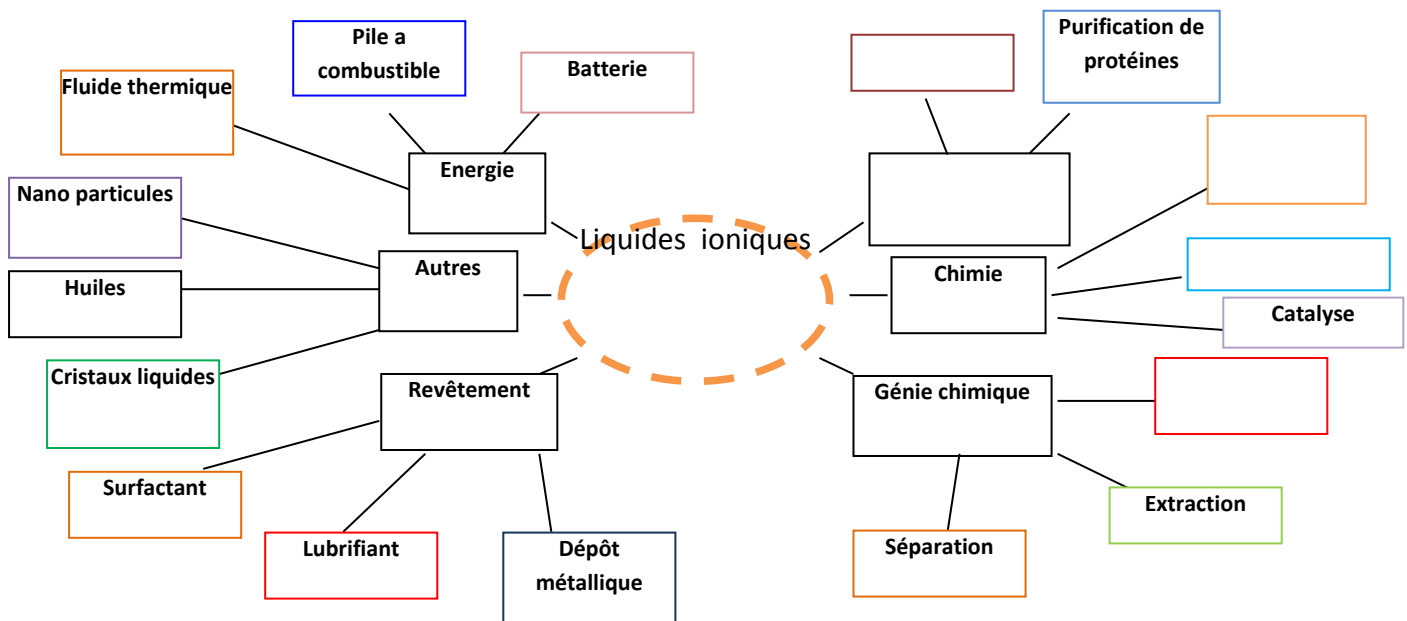 Pile a
combustible
Batterie
Purification de
protéines
Fluide thermique
Energie
Nano particules
Liquides ioniques
Autres
Chimie
Huiles
Catalyse
Cristaux liquides
Revêtement
Génie chimique
Surfactant
Extraction
Lubrifiant
Dépôt
métallique
Séparation